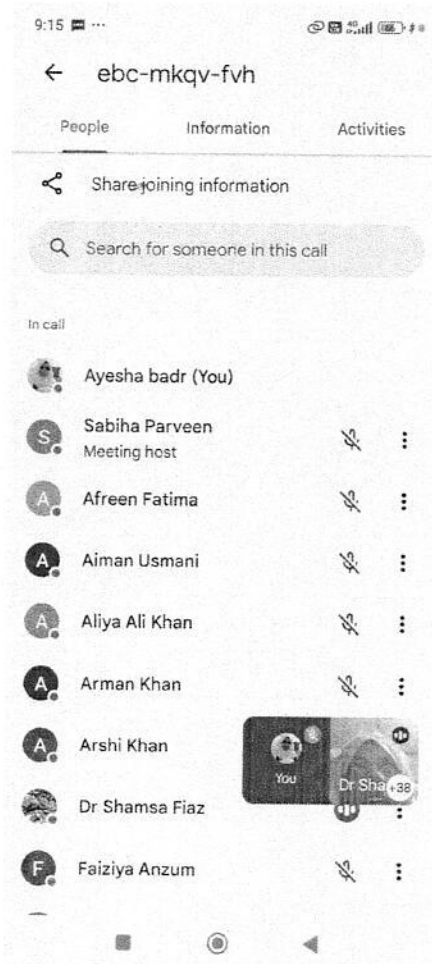 9:15
4G
ebc-mkqv-fvh
People Information Activities
Share joining information
Search for someone in this call
In call
Ayesha badr (You)
S Sabiha Parveen
Meeting host
A Afreen Fatima
A Aiman Usmani
A Aliya Ali Khan
A Arman Khan
A Arshi Khan
You
Dr Sha
+38
Dr Shamsa Fiaz
F Faiziya Anzum